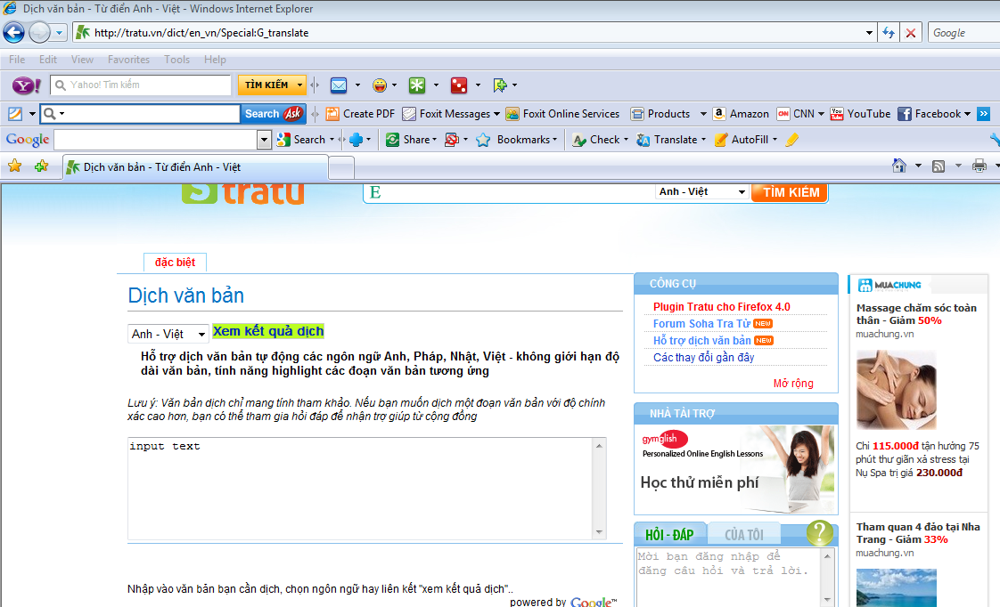 Dịch văn bản - Từ điển Anh - Việt - Windows Internet Explorer
http://tratu.vn/dict/en_vn/Special:G_translate
Google
File Edit View Favorites Tools Help
Y! Yahoo! Tìm kiếm TÌM KIẾM
Search Ask Create PDF Foxit Messages Foxit Online Services Products Amazon CNN YouTube Facebook
Google Search Share Bookmarks Check Translate AutoFill
Dịch văn bản - Từ điển Anh - Việt
tratu E Anh - Việt TÌM KIẾM
đặc biệt
Dịch văn bản
Anh - Việt Xem kết quả dịch
Hỗ trợ dịch văn bản tự động các ngôn ngữ Anh, Pháp, Nhật, Việt - không giới hạn độ
dài văn bản, tính năng highlight các đoạn văn bản tương ứng
Lưu ý: Văn bản dịch chỉ mang tính tham khảo. Nếu bạn muốn dịch một đoạn văn bản với độ chính
xác cao hơn, bạn có thể tham gia hỏi đáp để nhận trợ giúp từ cộng đồng
input text
Nhập vào văn bản bạn cần dịch, chọn ngôn ngữ hay liên kết "xem kết quả dịch"..
powered by Google™
CÔNG CỤ
Plugin Tratu cho Firefox 4.0
Forum Soha Tra Từ NEW
Hỗ trợ dịch văn bản NEW
Các thay đổi gần đây
Mở rộng
NHÀ TÀI TRỢ
gymglish
Personalized Online English Lessons
Học thử miễn phí
HỎI - ĐÁP CỦA TÔI ?
Mời bạn đăng nhập để
đăng câu hỏi và trả lời.
MUACHUNG
Massage chăm sóc toàn
thân - Giảm 50%
muachung.vn
Chỉ 115.000đ tận hưởng 75
phút thư giãn xả stress tại
Nụ Spa trị giá 230.000đ
Tham quan 4 đảo tại Nha
Trang - Giảm 33%
muachung.vn